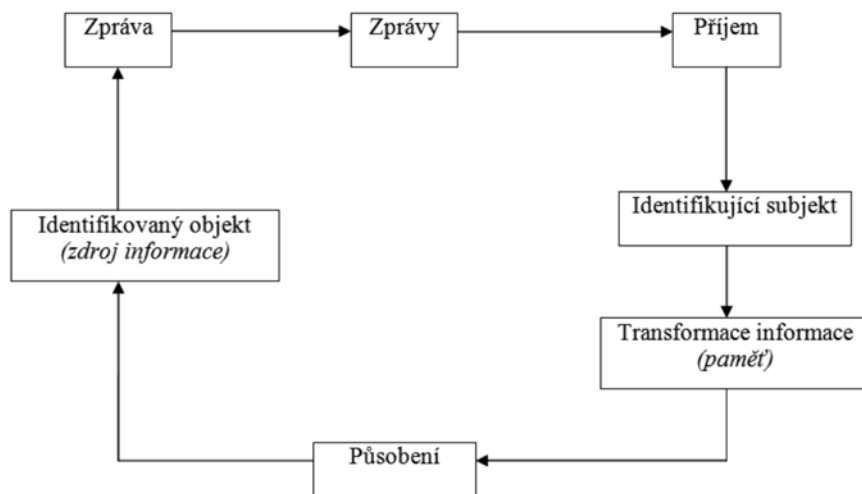 Zpráva
Zprávy
Příjem
Identifikovaný objekt
(zdroj informace)
Identifikující subjekt
Transformace informace
(paměť)
Působení